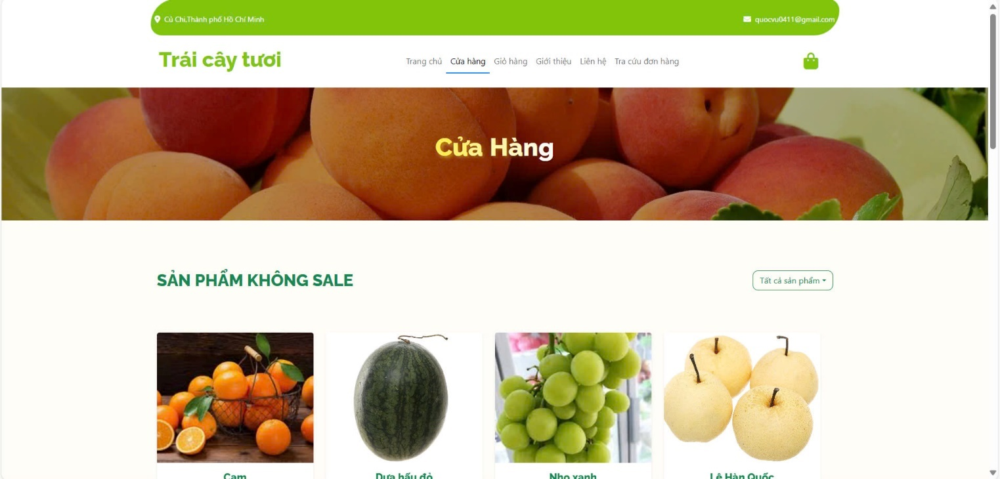 Củ Chi,Thành phố Hồ Chí Minh
quocvu0411@gmail.com
Trái cây tươi
Trang chủ
Cửa hàng
Giỏ hàng
Giới thiệu
Liên hệ
Tra cứu đơn hàng
Cửa Hàng
SẢN PHẨM KHÔNG SALE
Tất cả sản phẩm
Cam
Dưa hấu đỏ
Nho xanh
Lê Hàn Quốc